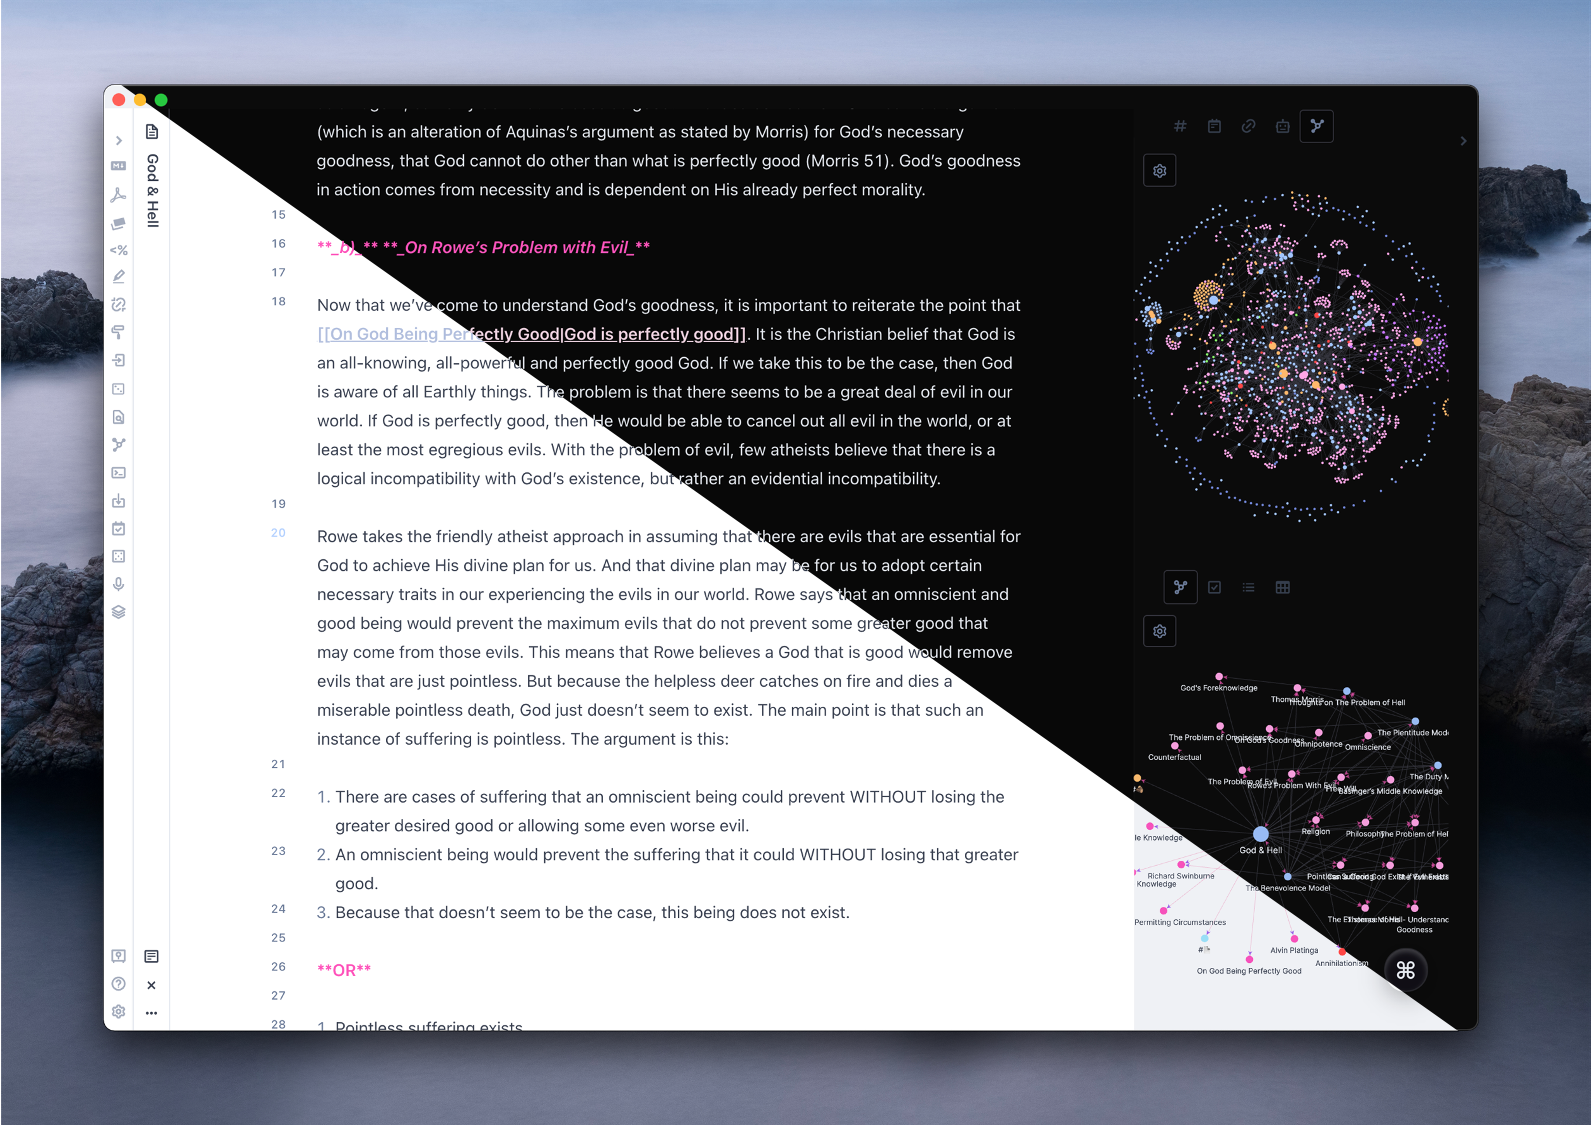 God & Hell
(which is an alteration of Aquinas’s argument as stated by Morris) for God’s necessary
goodness, that God cannot do other than what is perfectly good (Morris 51). God’s goodness
in action comes from necessity and is dependent on His already perfect morality.
15
16 **_b)_** **_On Rowe’s Problem with Evil_**
17
18 Now that we’ve come to understand God’s goodness, it is important to reiterate the point that
[[On God Being Perfectly Good|God is perfectly good]]. It is the Christian belief that God is
an all-knowing, all-powerful and perfectly good God. If we take this to be the case, then God
is aware of all Earthly things. The problem is that there seems to be a great deal of evil in our
world. If God is perfectly good, then He would be able to cancel out all evil in the world, or at
least the most egregious evils. With the problem of evil, few atheists believe that there is a
logical incompatibility with God’s existence, but rather an evidential incompatibility.
19
20 Rowe takes the friendly atheist approach in assuming that there are evils that are essential for
God to achieve His divine plan for us. And that divine plan may be for us to adopt certain
necessary traits in our experiencing the evils in our world. Rowe says that an omniscient and
good being would prevent the maximum evils that do not prevent some greater good that
may come from those evils. This means that Rowe believes a God that is good would remove
evils that are just pointless. But because the helpless deer catches on fire and dies a
miserable pointless death, God just doesn’t seem to exist. The main point is that such an
instance of suffering is pointless. The argument is this:
21
22 1. There are cases of suffering that an omniscient being could prevent WITHOUT losing the
greater desired good or allowing some even worse evil.
23 2. An omniscient being would prevent the suffering that it could WITHOUT losing that greater
good.
24 3. Because that doesn’t seem to be the case, this being does not exist.
25
26 **OR**
27
28 1. Pointless suffering exists
God's Foreknowledge
Thomas Morris
Thoughts on The Problem of Hell
The Plentitude Mode
The Problem of Omniscience
On God's Goodness
Omnipotence
Omniscience
Counterfactual
The Duty M
The Problem of Evil
Rowe's Problem With Evil
Free Will
Basinger's Middle Knowledge
Religion
Philosophy
The Problem of Hel
le Knowledge
God & Hell
Richard Swinburne
Knowledge
The Benevolence Model
Permitting Circumstances
Understand
Goodness
Alvin Platinga
Annihilationism
On God Being Perfectly Good